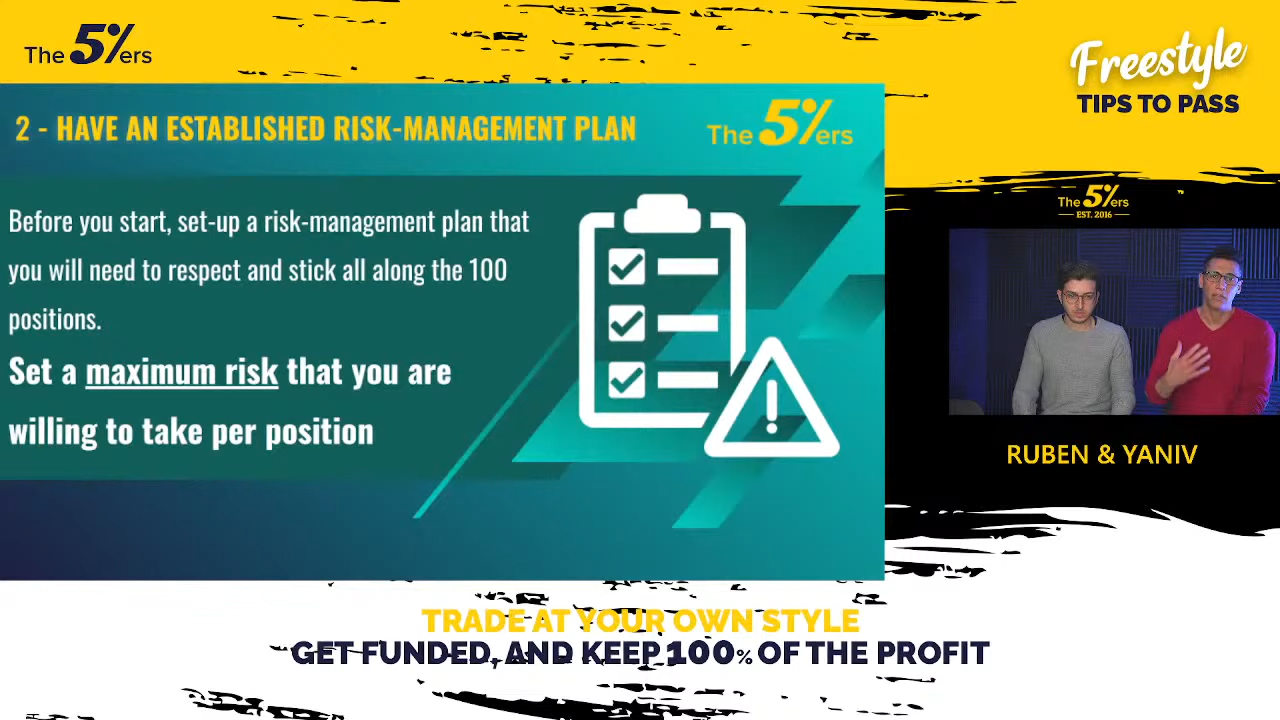 The 5%ers
Freestyle
TIPS TO PASS
2 - HAVE AN ESTABLISHED RISK-MANAGEMENT PLAN
The 5%ers
Before you start, set-up a risk-management plan that
you will need to respect and stick all along the 100
positions.
Set a maximum risk that you are
willing to take per position
The 5%ers
EST. 2016
RUBEN & YANIV
TRADE AT YOUR OWN STYLE
GET FUNDED, AND KEEP 100% OF THE PROFIT